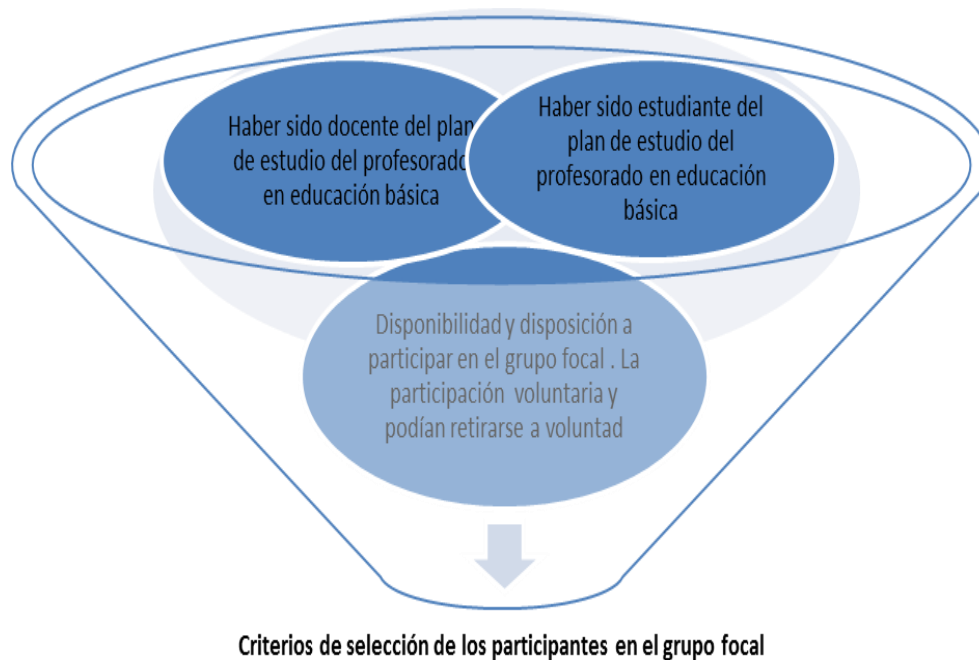 Haber sido docente del plan
de estudio del profesorado
en educación básica
Haber sido estudiante del
plan de estudio del
profesorado en educación
básica
Disponibilidad y disposición a
participar en el grupo focal . La
participación voluntaria y
podían retirarse a voluntad
Criterios de selección de los participantes en el grupo focal